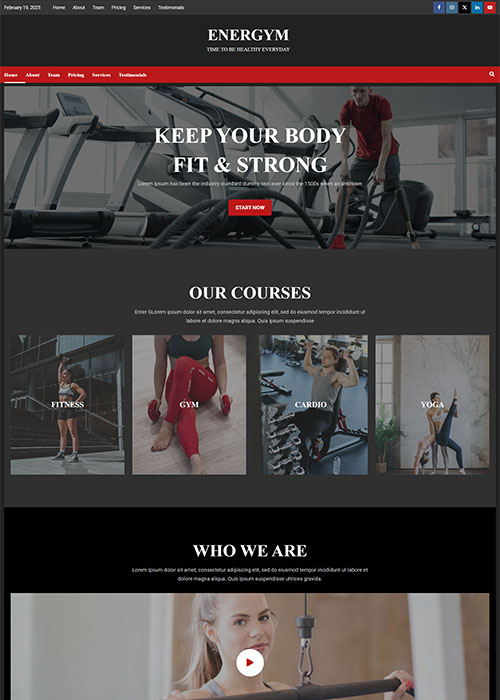 February 19, 2025 Home About Team Pricing Services Testimonials
ENERGYM
TIME TO BE HEALTHY EVERYDAY
Home About Team Pricing Services Testimonials
KEEP YOUR BODY
FIT & STRONG
Lorem Ipsum has been the industry standard dummy text ever since the 1500s when an unknown
START NOW
OUR COURSES
Enter SLorem ipsum dolor sit amet, consectetur adipiscing elit, sed do eiusmod tempor incididunt ut
labore et dolore magna aliqua. Quis ipsum suspendisse
FITNESS
GYM
CARDIO
YOGA
WHO WE ARE
Lorem ipsum dolor sit amet, consectetur adipiscing elit, sed do eiusmod tempor incididunt ut
dolore magna aliqua. Quis ipsum suspendisse ultrices gravida.